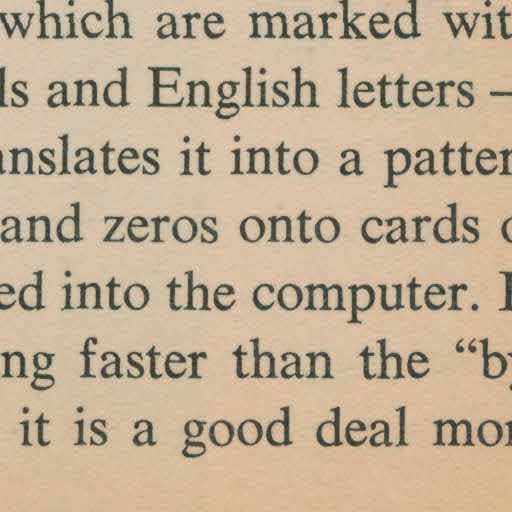 which are marked wit
ls and English letters –
anslates it into a patter
and zeros onto cards
ed into the computer.
ng faster than the “by
it is a good deal mor